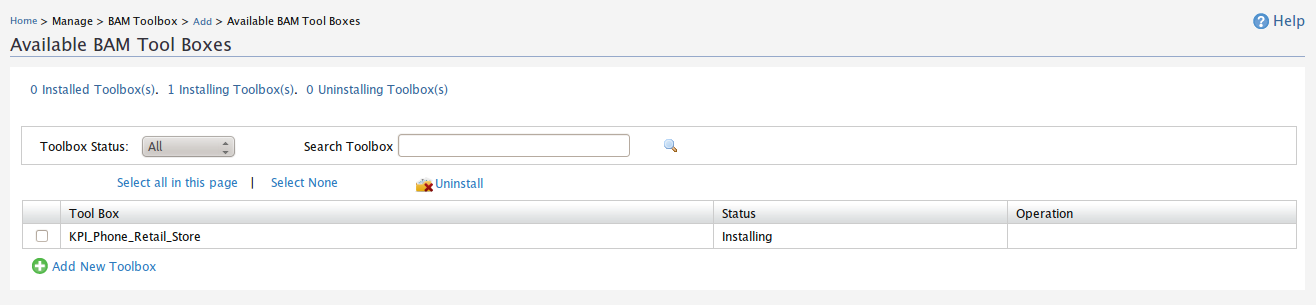 Home > Manage > BAM Toolbox > Add > Available BAM Tool Boxes
Help
Available BAM Tool Boxes
0 Installed Toolbox(s). 1 Installing Toolbox(s). 0 Uninstalling Toolbox(s)
Toolbox Status: All Search Toolbox
Select all in this page | Select None Uninstall
Tool Box Status Operation
KPI_Phone_Retail_Store Installing
Add New Toolbox